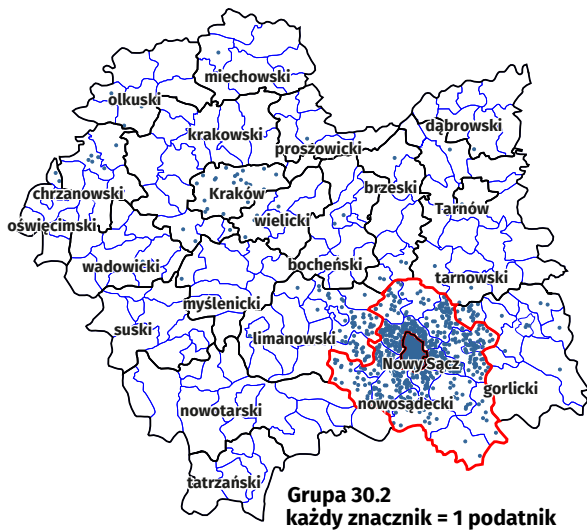 miechowski
olkuski
krakowski
dąbrowski
proszowicki
chrzanowski
Kraków
brzeski
Tarnów
oświęcimski
wielicki
wadowicki
bocheński
tarnowski
myślenicki
suski
limanowski
Nowy Sącz
gorlicki
nowotarski
nowosądecki
tatrzański
Grupa 30.2
każdy znacznik = 1 podatnik